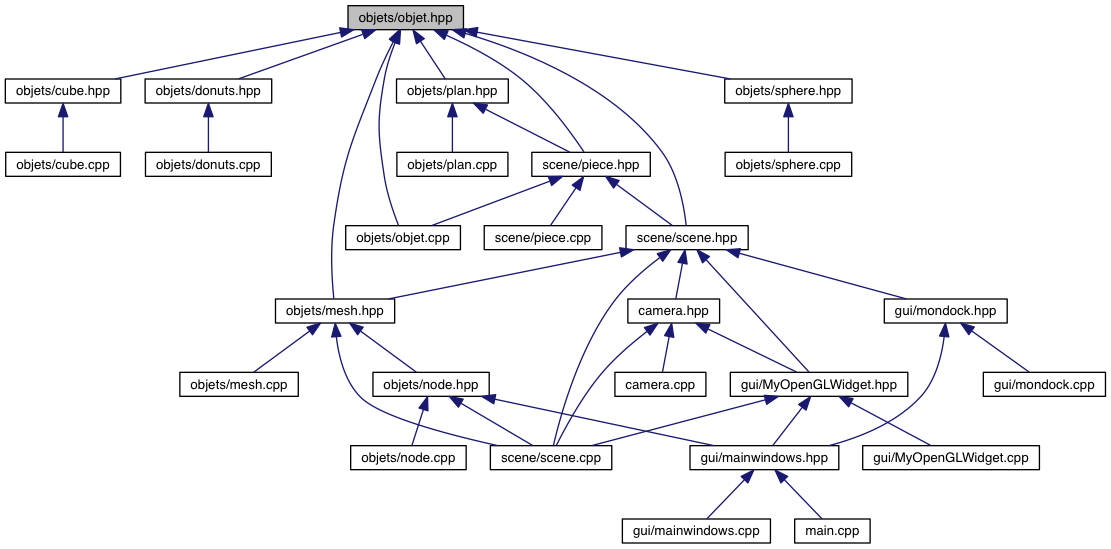 objets/objet.hpp
objets/cube.hpp
objets/donuts.hpp
objets/plan.hpp
objets/sphere.hpp
objets/cube.cpp
objets/donuts.cpp
objets/plan.cpp
scene/piece.hpp
objets/sphere.cpp
objets/objet.cpp
scene/piece.cpp
scene/scene.hpp
objets/mesh.hpp
camera.hpp
gui/mondock.hpp
objets/mesh.cpp
objets/node.hpp
camera.cpp
gui/MyOpenGLWidget.hpp
gui/mondock.cpp
objets/node.cpp
scene/scene.cpp
gui/mainwindows.hpp
gui/MyOpenGLWidget.cpp
gui/mainwindows.cpp
main.cpp